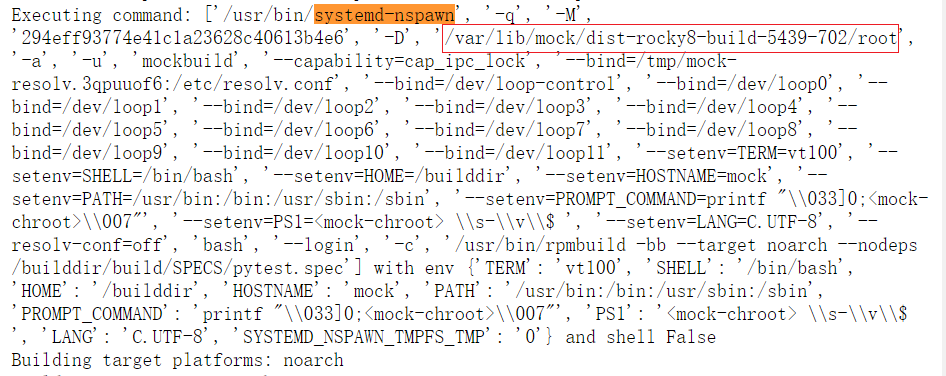 Executing command: ['/usr/bin/systemd-nspawn', '-q', '-M',
'294eff93774e41c1a23628c40613b4e6', '-D', '/var/lib/mock/dist-rocky8-build-5439-702/root',
'-a', '-u', 'mockbuild', '--capability=cap_ipc_lock', '--bind=/tmp/mock-
resolv.3qpuuof6:/etc/resolv.conf', '--bind=/dev/loop-control', '--bind=/dev/loop0', '--
bind=/dev/loop1', '--bind=/dev/loop2', '--bind=/dev/loop3', '--bind=/dev/loop4', '--
bind=/dev/loop5', '--bind=/dev/loop6', '--bind=/dev/loop7', '--bind=/dev/loop8', '--
bind=/dev/loop9', '--bind=/dev/loop10', '--bind=/dev/loop11', '--setenv=TERM=vt100', '--
setenv=SHELL=/bin/bash', '--setenv=HOME=/builddir', '--setenv=HOSTNAME=mock', '--
setenv=PATH=/usr/bin:/bin:/usr/sbin:/sbin', '--setenv=PROMPT_COMMAND=printf "\\033]0;<mock-
chroot>\\007"', '--setenv=PS1=<mock-chroot> \\s-\\v\\$ ', '--setenv=LANG=C.UTF-8', '--
resolv-conf=off', 'bash', '--login', '-c', '/usr/bin/rpmbuild -bb --target noarch --nodeps
/builddir/build/SPECS/pytest.spec'] with env {'TERM': 'vt100', 'SHELL': '/bin/bash',
'HOME': '/builddir', 'HOSTNAME': 'mock', 'PATH': '/usr/bin:/bin:/usr/sbin:/sbin',
'PROMPT_COMMAND': 'printf "\\033]0;<mock-chroot>\\007"', 'PS1': '<mock-chroot> \\s-\\v\\$
', 'LANG': 'C.UTF-8', 'SYSTEMD_NSPAWN_TMPFS_TMP': '0'} and shell False
Building target platforms: noarch